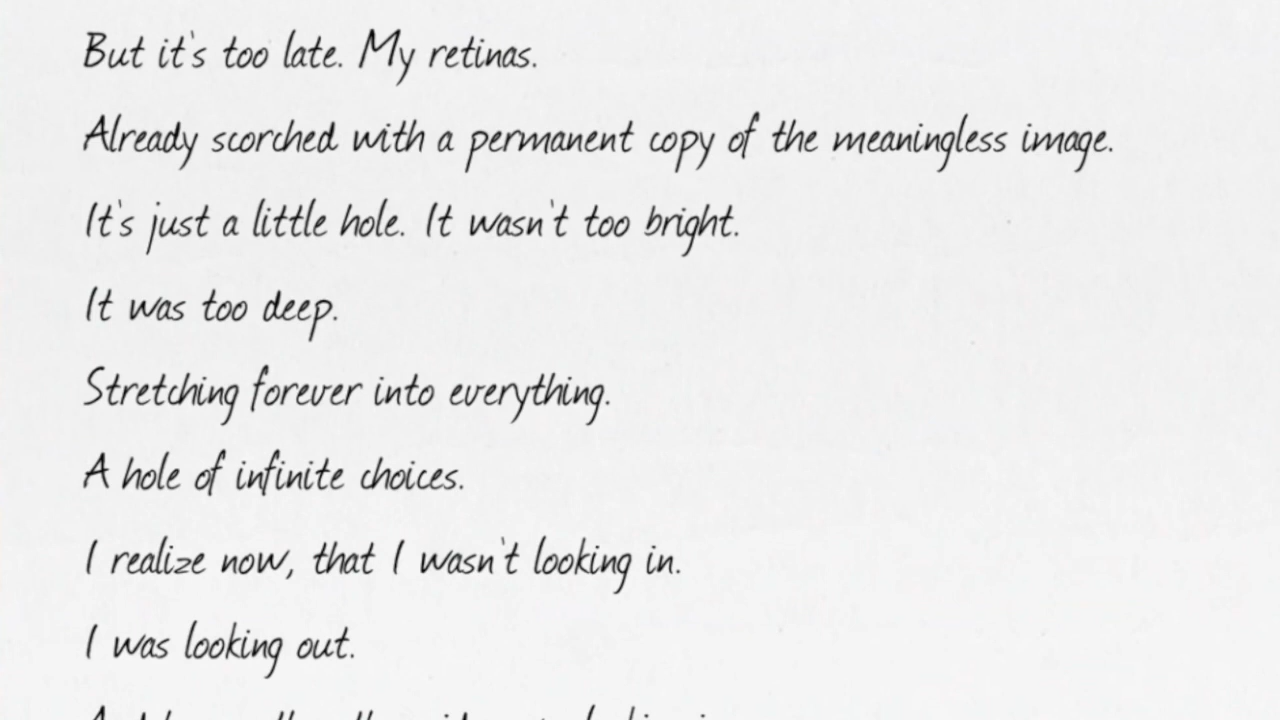 But it's too late. My retinas.
Already scorched with a permanent copy of the meaningless image.
It's just a little hole. It wasn't too bright.
It was too deep.
Stretching forever into everything.
A hole of infinite choices.
I realize now, that I wasn't looking in.
I was looking out.